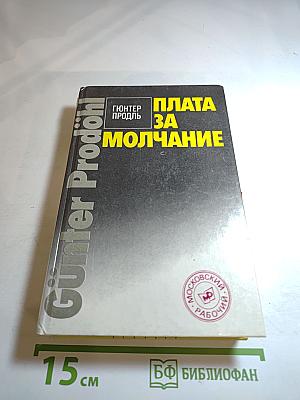 Günter Prodöhl
ГЮНТЕР
ПРОДЛЬ
ПЛАТА
ЗА
МОЛЧАНИЕ
МОСКОВСКИЙ
РАБОЧИЙ
15 см
БФ БИБЛИОФАН